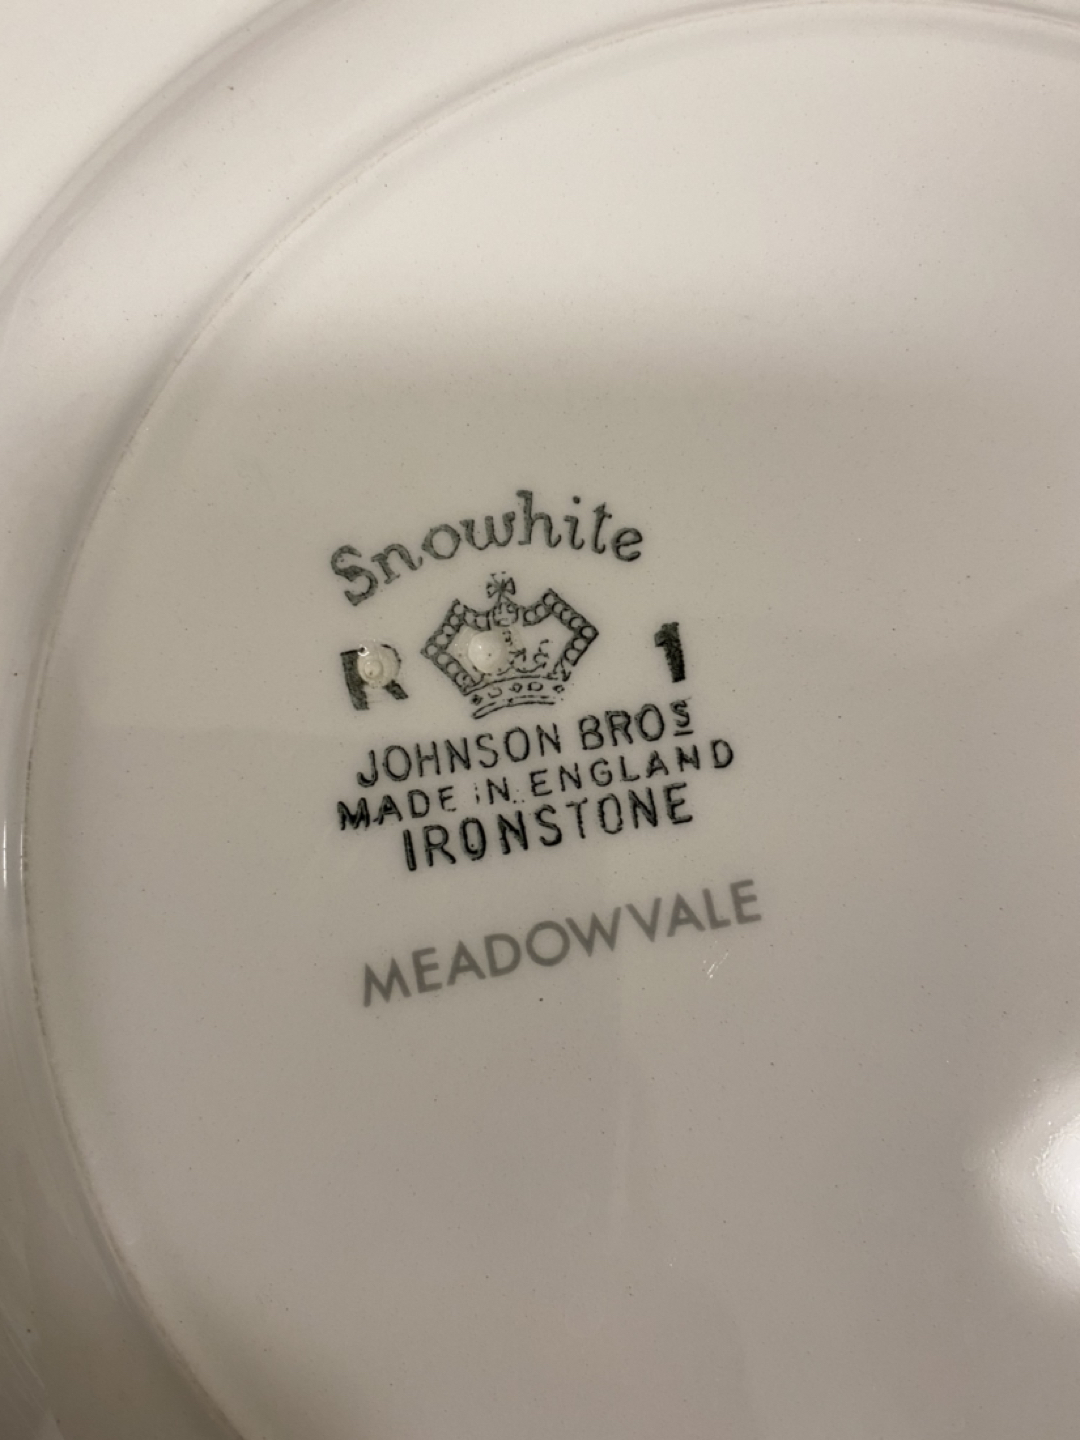 Snowhite
R 1
JOHNSON BROS
MADE IN ENGLAND
IRONSTONE
MEADOWVALE